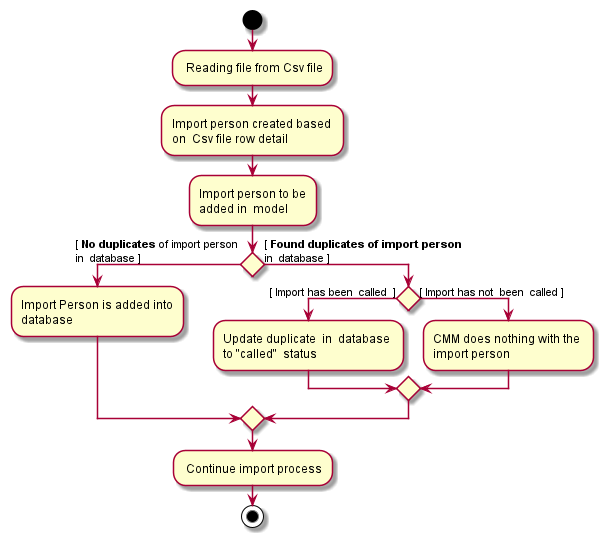 Reading file from Csv file
Import person created based
on Csv file row detail
Import person to be
added in model
[ No duplicates of import person
in database ]
[ Found duplicates of import person
in database ]
Import Person is added into
database
[ Import has been called ]
[ Import has not been called ]
Update duplicate in database
to "called" status
CMM does nothing with the
import person
Continue import process